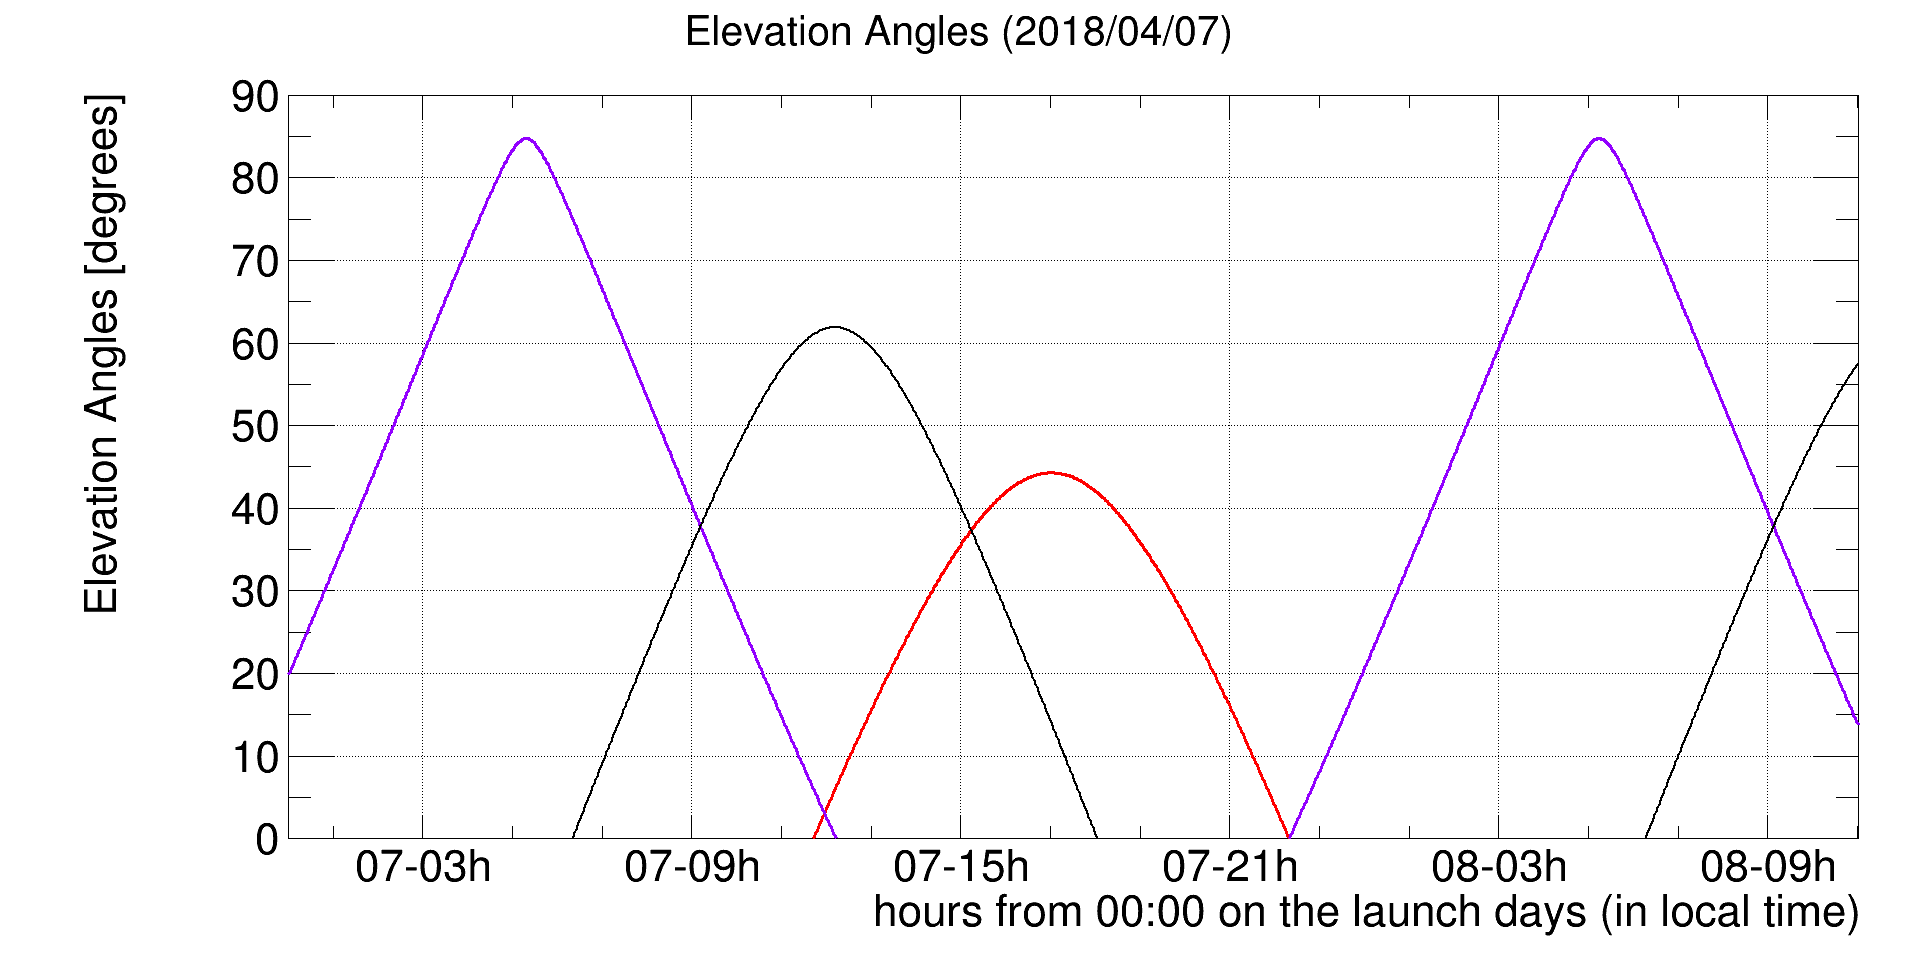 Elevation Angles (2018/04/07)
Elevation Angles [degrees]
90
80
70
60
50
40
30
20
10
0
07-03h 07-09h 07-15h 07-21h 08-03h 08-09h
hours from 00:00 on the launch days (in local time)